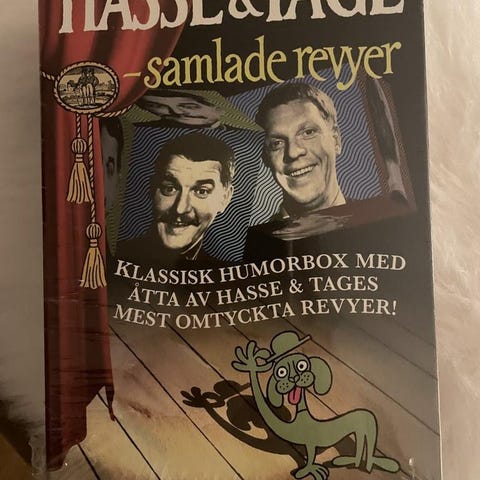 HASSE & TAGE
–samlade revyer
KLASSISK HUMORBOX MED
ÅTTA AV HASSE & TAGES
MEST OMTYCKTA REVYER!